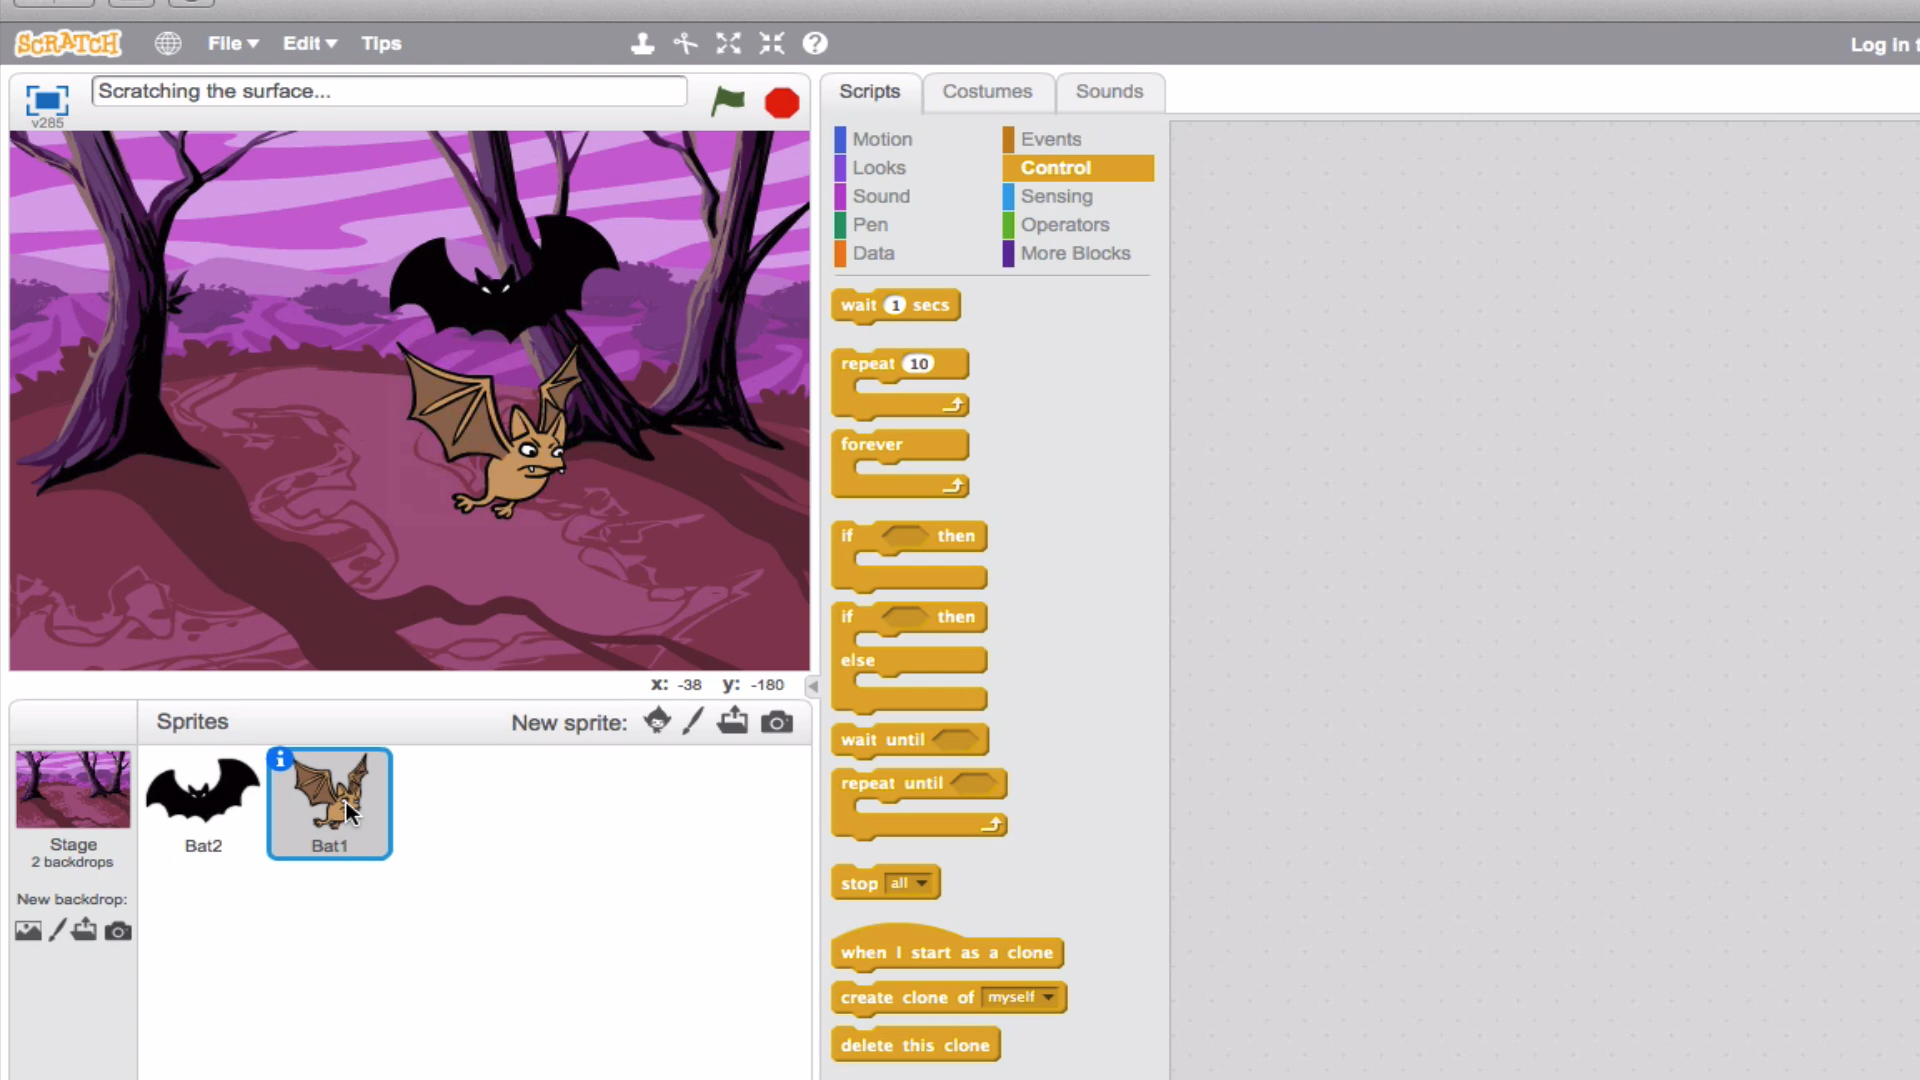 SCRATCH File Edit Tips ? Log in
v285 Scratching the surface...
Scripts Costumes Sounds
Motion Events
Looks Control
Sound Sensing
Pen Operators
Data More Blocks
wait 1 secs
repeat 10
forever
if then
if then
else
wait until
repeat until
stop all
when I start as a clone
create clone of myself
delete this clone
x: -38 y: -180
Sprites New sprite:
i
Stage
2 backdrops
New backdrop:
Bat2 Bat1